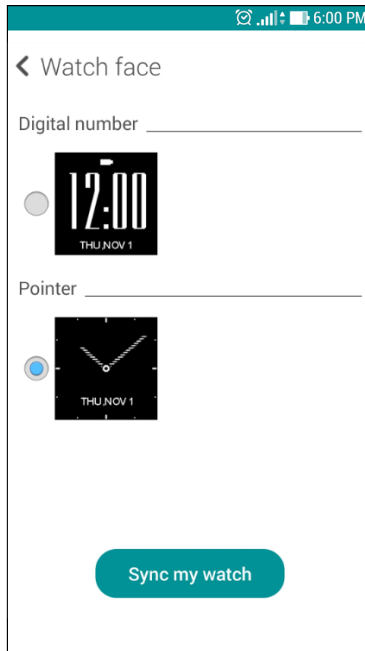 6:00 PM
Watch face
Digital number
12:00
THU,NOV 1
Pointer
THU,NOV 1
Sync my watch